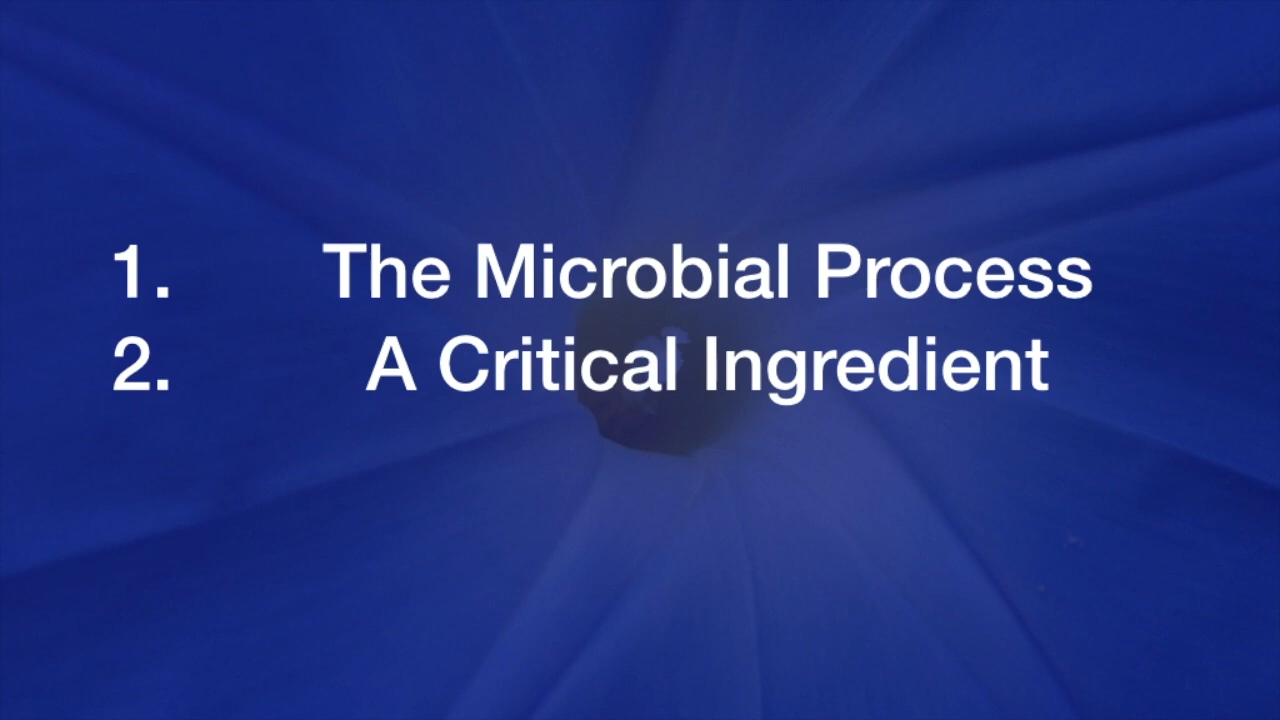 1. The Microbial Process
2. A Critical Ingredient